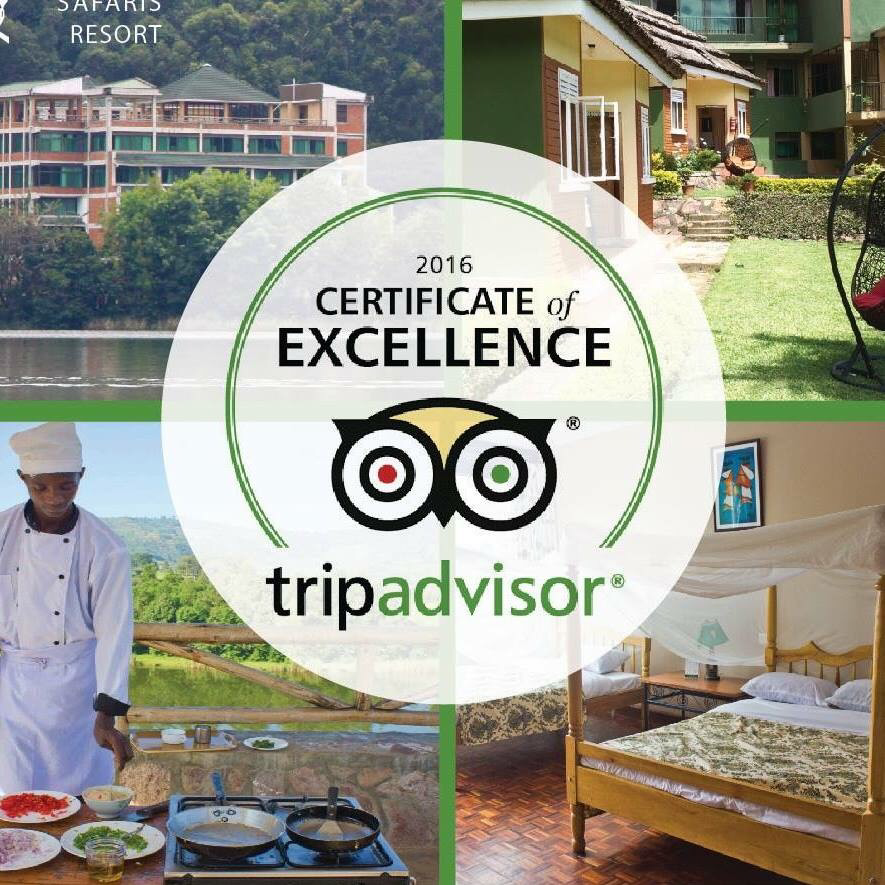 SAFARIS
RESORT
2016
CERTIFICATE of
EXCELLENCE
®
tripadvisor®